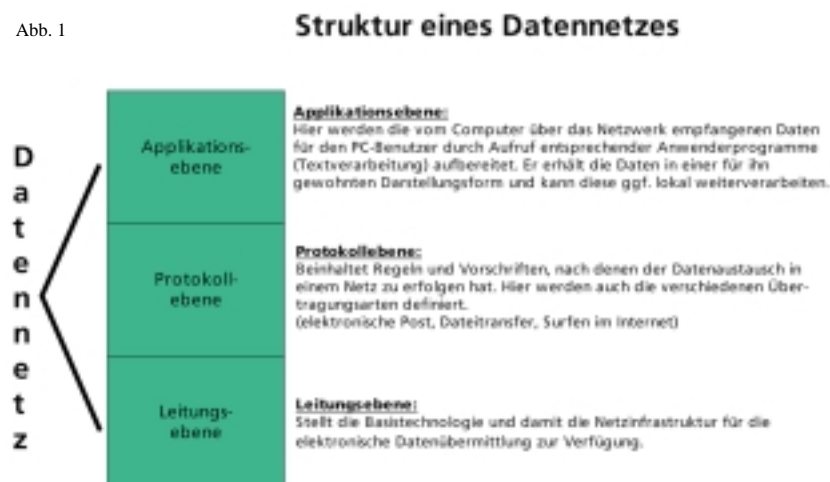 Abb. 1
Struktur eines Datennetzes
Datennetz
Applikations-
ebene
Applikationsebene:
Hier werden die vom Computer über das Netzwerk empfangenen Daten
für den PC-Benutzer durch Aufruf entsprechender Anwenderprogramme
(Textverarbeitung) aufbereitet. Er erhält die Daten in einer für ihn
gewohnten Darstellungsform und kann diese ggf. lokal weiterverarbeiten.
Protokoll-
ebene
Protokollebene:
Beinhaltet Regeln und Vorschriften, nach denen der Datenaustausch in
einem Netz zu erfolgen hat. Hier werden auch die verschiedenen Über-
tragungsarten definiert.
(elektronische Post, Dateitransfer, Surfen im Internet)
Leitungs-
ebene
Leitungsebene:
Stellt die Basistechnologie und damit die Netzinfrastruktur für die
elektronische Datenübermittlung zur Verfügung.